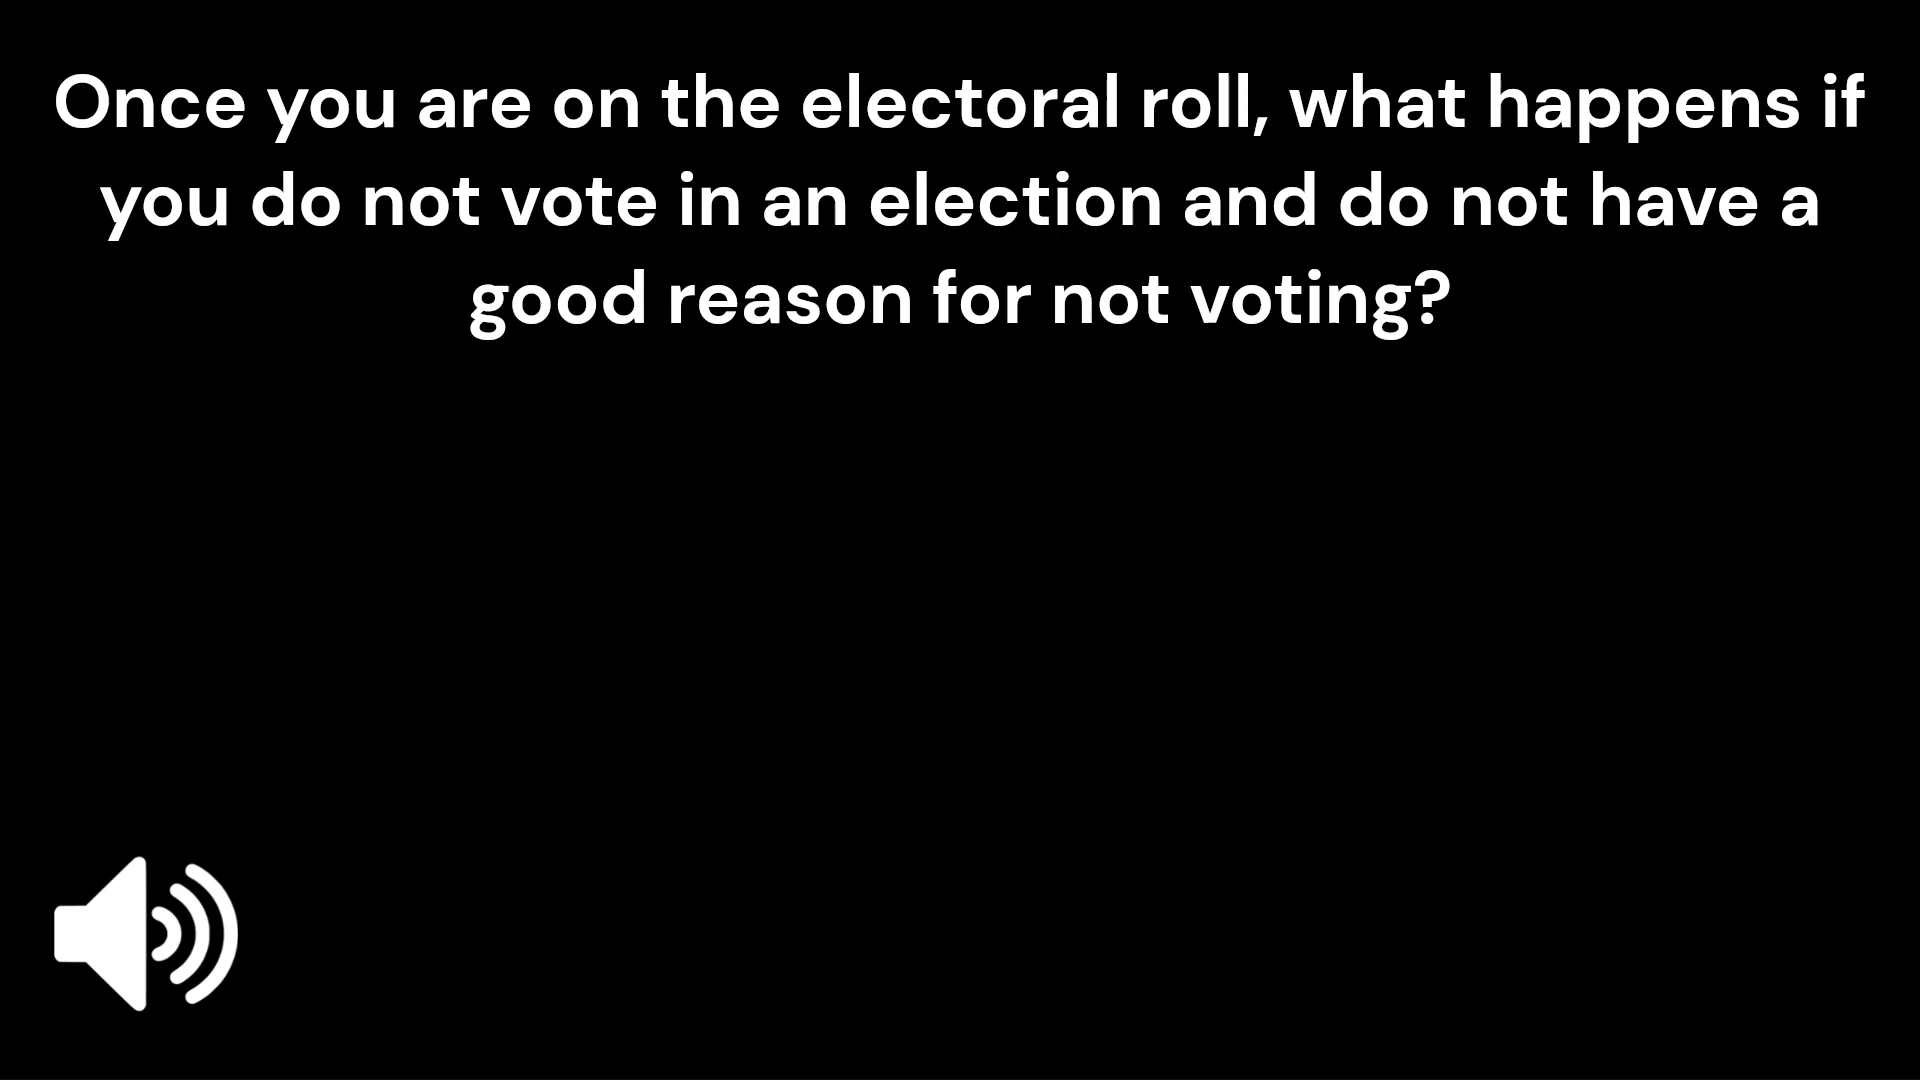 Once you are on the electoral roll, what happens if
you do not vote in an election and do not have a
good reason for not voting?